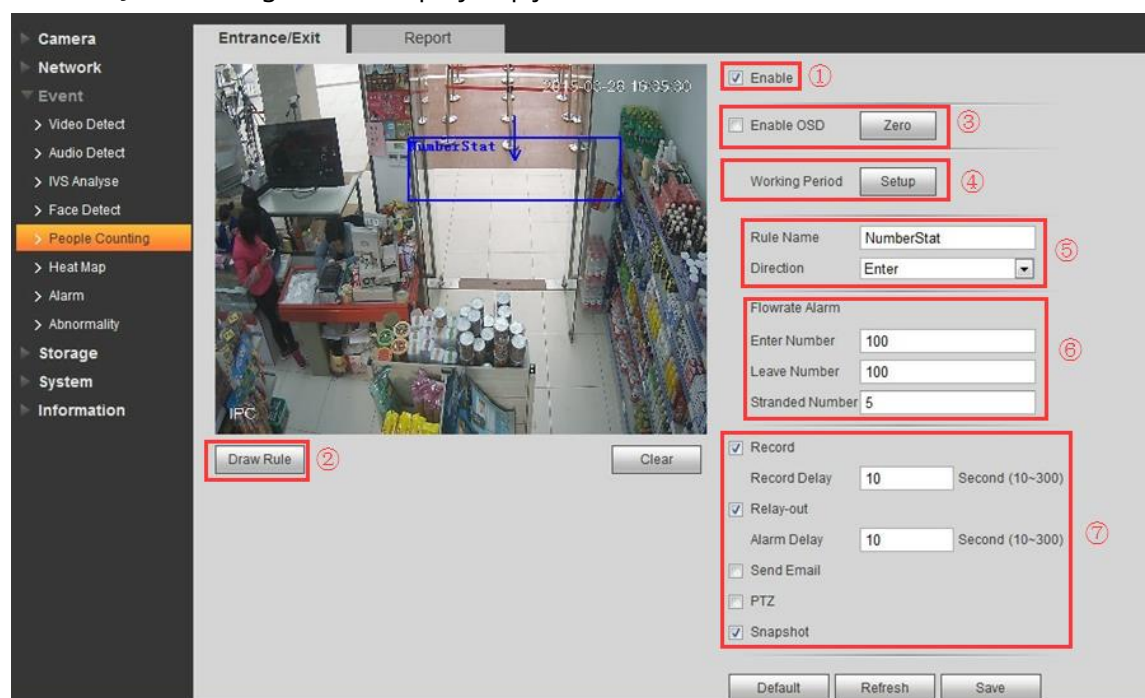 Camera
Network
Event
Video Detect
Audio Detect
IVS Analyse
Face Detect
People Counting
Heat Map
Alarm
Abnormality
Storage
System
Information
Entrance/Exit Report
NumberStat
IPC
Draw Rule ② Clear
Enable ①
Enable OSD Zero ③
Working Period Setup ④
Rule Name NumberStat ⑤
Direction Enter
Flowrate Alarm
Enter Number 100 ⑥
Leave Number 100
Stranded Number 5
Record
Record Delay 10 Second (10~300)
Relay-out
Alarm Delay 10 Second (10~300) ⑦
Send Email
PTZ
Snapshot
Default Refresh Save